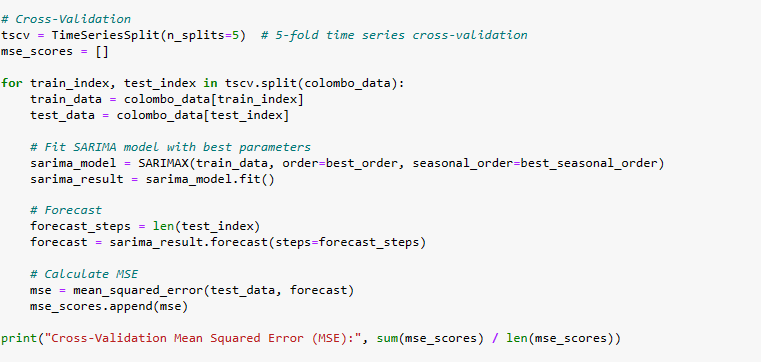 # Cross-Validation
tscv = TimeSeriesSplit(n_splits=5)  # 5-fold time series cross-validation
mse_scores = []

for train_index, test_index in tscv.split(colombo_data):
    train_data = colombo_data[train_index]
    test_data = colombo_data[test_index]

    # Fit SARIMA model with best parameters
    sarima_model = SARIMAX(train_data, order=best_order, seasonal_order=best_seasonal_order)
    sarima_result = sarima_model.fit()

    # Forecast
    forecast_steps = len(test_index)
    forecast = sarima_result.forecast(steps=forecast_steps)

    # Calculate MSE
    mse = mean_squared_error(test_data, forecast)
    mse_scores.append(mse)

print("Cross-Validation Mean Squared Error (MSE):", sum(mse_scores) / len(mse_scores))